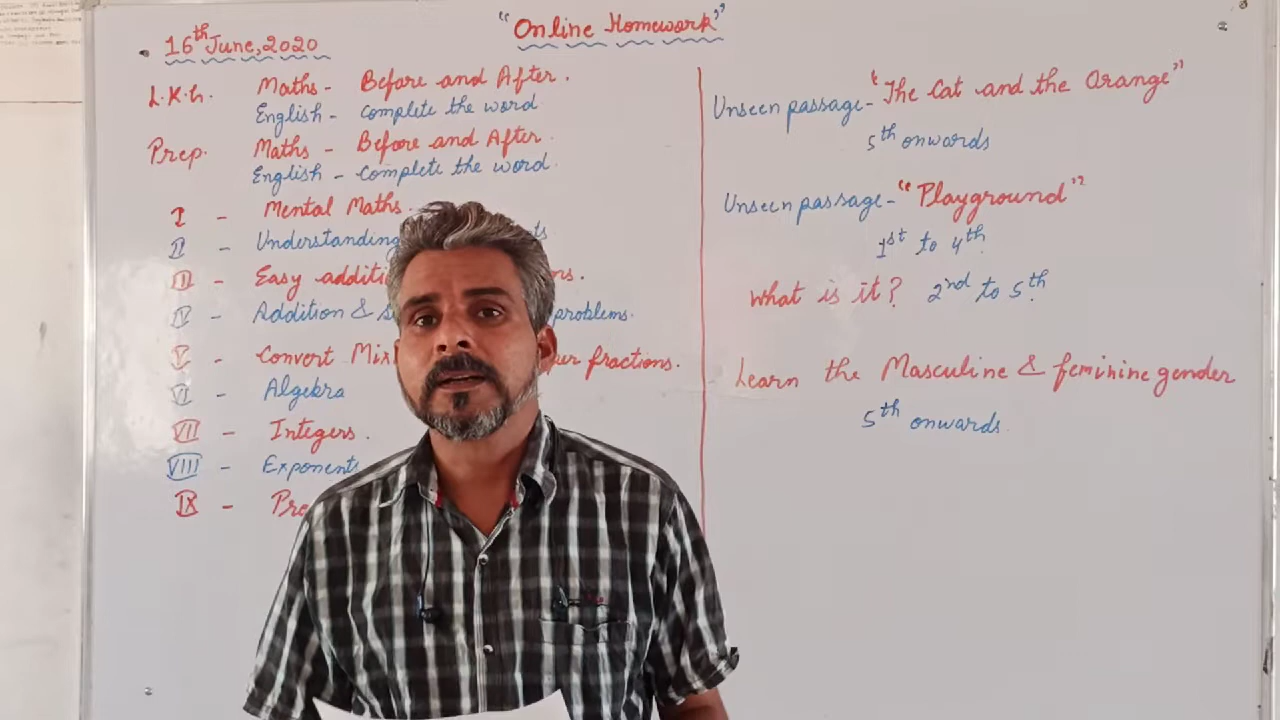 "Online Homework"
16th June, 2020
L.K.G. Maths - Before and After.
English - Complete the word
Prep. Maths - Before and After.
English - Complete the word.
I - Mental Maths.
II - Understanding
III - Easy
IV - Addition & problems.
V - Convert fractions.
VI - Algebra
VII - Integers.
VIII - Exponents
IX -
Unseen passage - "The Cat and the Orange"
5th onwards
Unseen passage - "Playground"
1st to 4th.
What is it? 2nd to 5th.
Learn the Masculine & feminine gender
5th onwards.